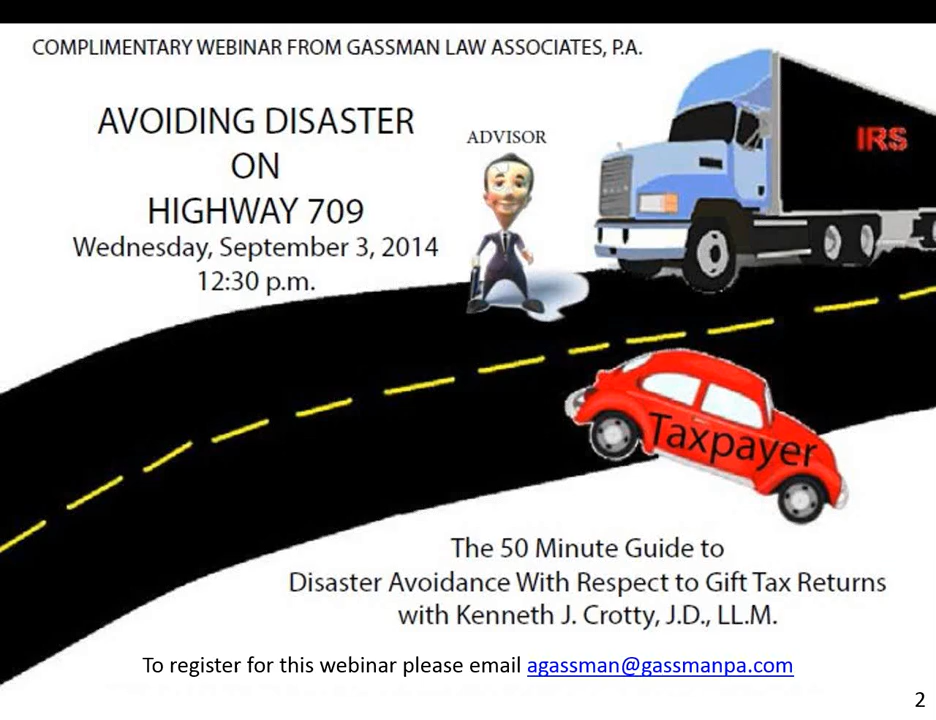 COMPLIMENTARY WEBINAR FROM GASSMAN LAW ASSOCIATES, P.A.
AVOIDING DISASTER
ON
HIGHWAY 709
Wednesday, September 3, 2014
12:30 p.m.
ADVISOR
IRS
Taxpayer
The 50 Minute Guide to
Disaster Avoidance With Respect to Gift Tax Returns
with Kenneth J. Crotty, J.D., LL.M.
To register for this webinar please email agassman@gassmanpa.com
2